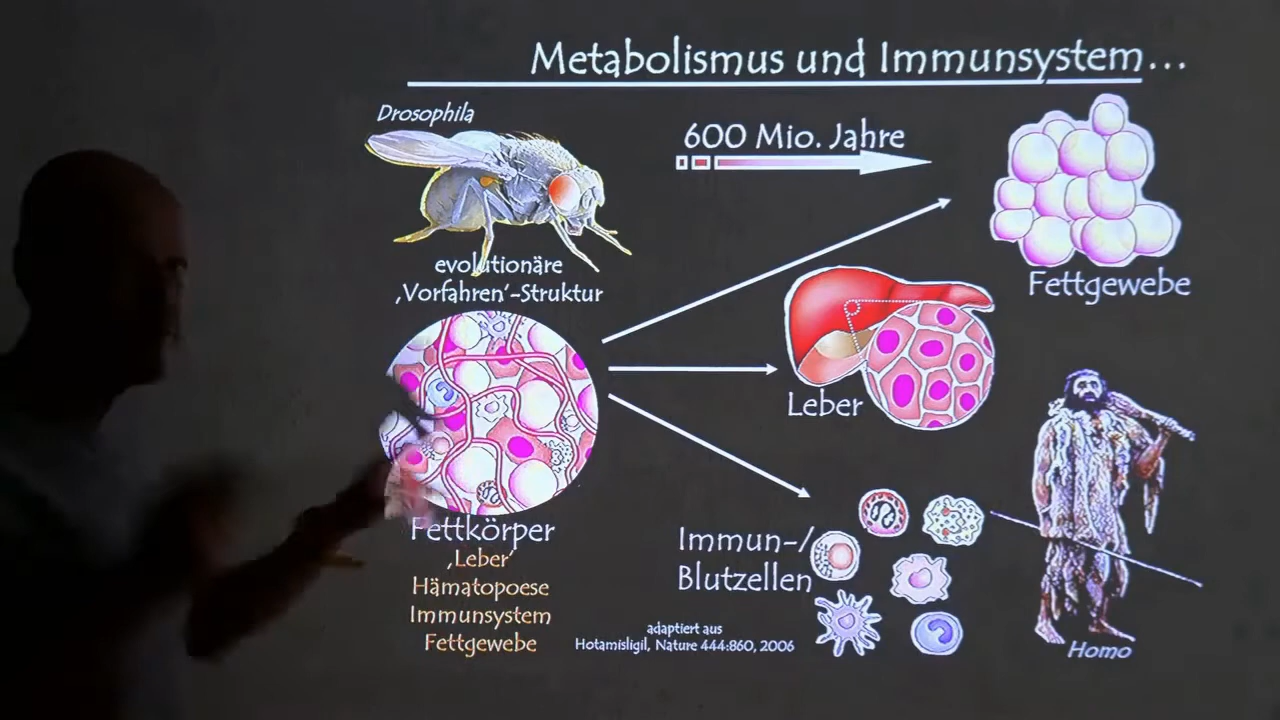 Metabolismus und Immunsystem...
Drosophila
600 Mio. Jahre
evolutionäre
‚Vorfahren‘-Struktur
Fettgewebe
Leber
Fettkörper
‚Leber‘
Hämatopoese
Immunsystem
Fettgewebe
Immun-/
Blutzellen
adaptiert aus
Hotamisligil, Nature 444:860, 2006
Homo